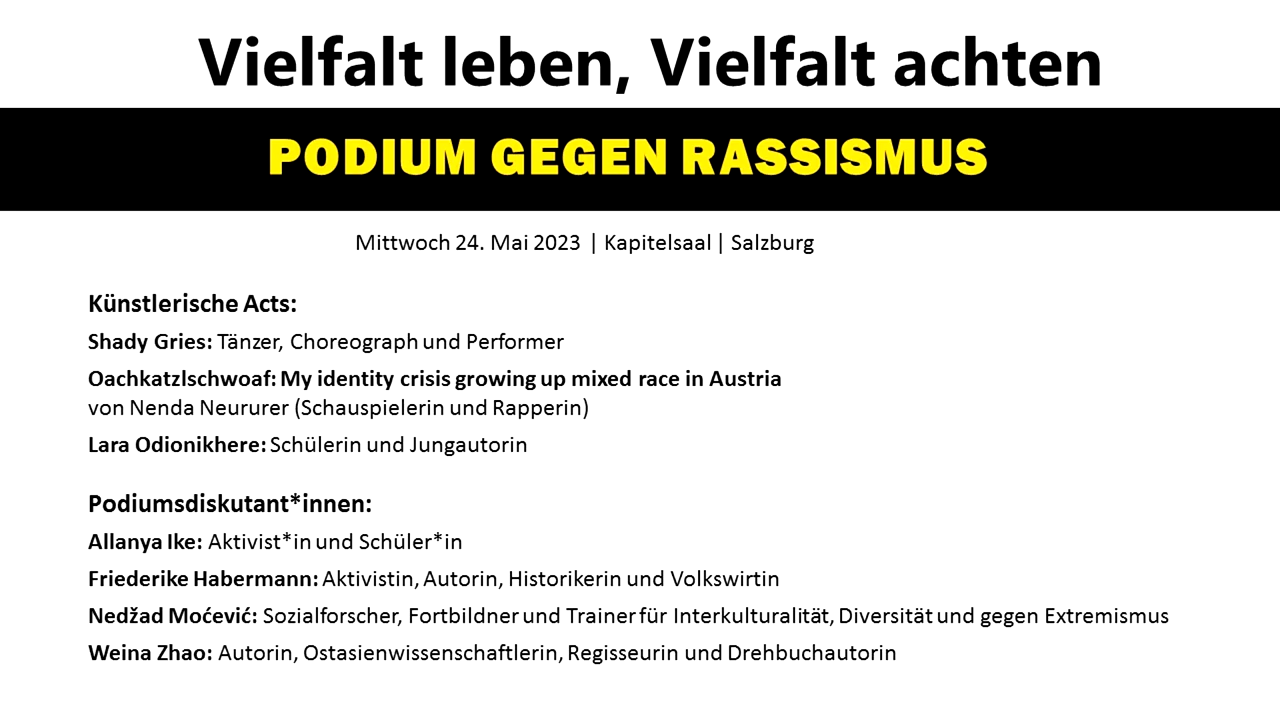 Vielfalt leben, Vielfalt achten
PODIUM GEGEN RASSISMUS
Mittwoch 24. Mai 2023 | Kapitelsaal | Salzburg
Künstlerische Acts:
Shady Gries: Tänzer, Choreograph und Performer
Oachkatzlschwoaf: My identity crisis growing up mixed race in Austria
von Nenda Neururer (Schauspielerin und Rapperin)
Lara Odionikhere: Schülerin und Jungautorin
Podiumsdiskutant*innen:
Allanya Ike: Aktivist*in und Schüler*in
Friederike Habermann: Aktivistin, Autorin, Historikerin und Volkswirtin
Nedžad Moćević: Sozialforscher, Fortbildner und Trainer für Interkulturalität, Diversität und gegen Extremismus
Weina Zhao: Autorin, Ostasienwissenschaftlerin, Regisseurin und Drehbuchautorin